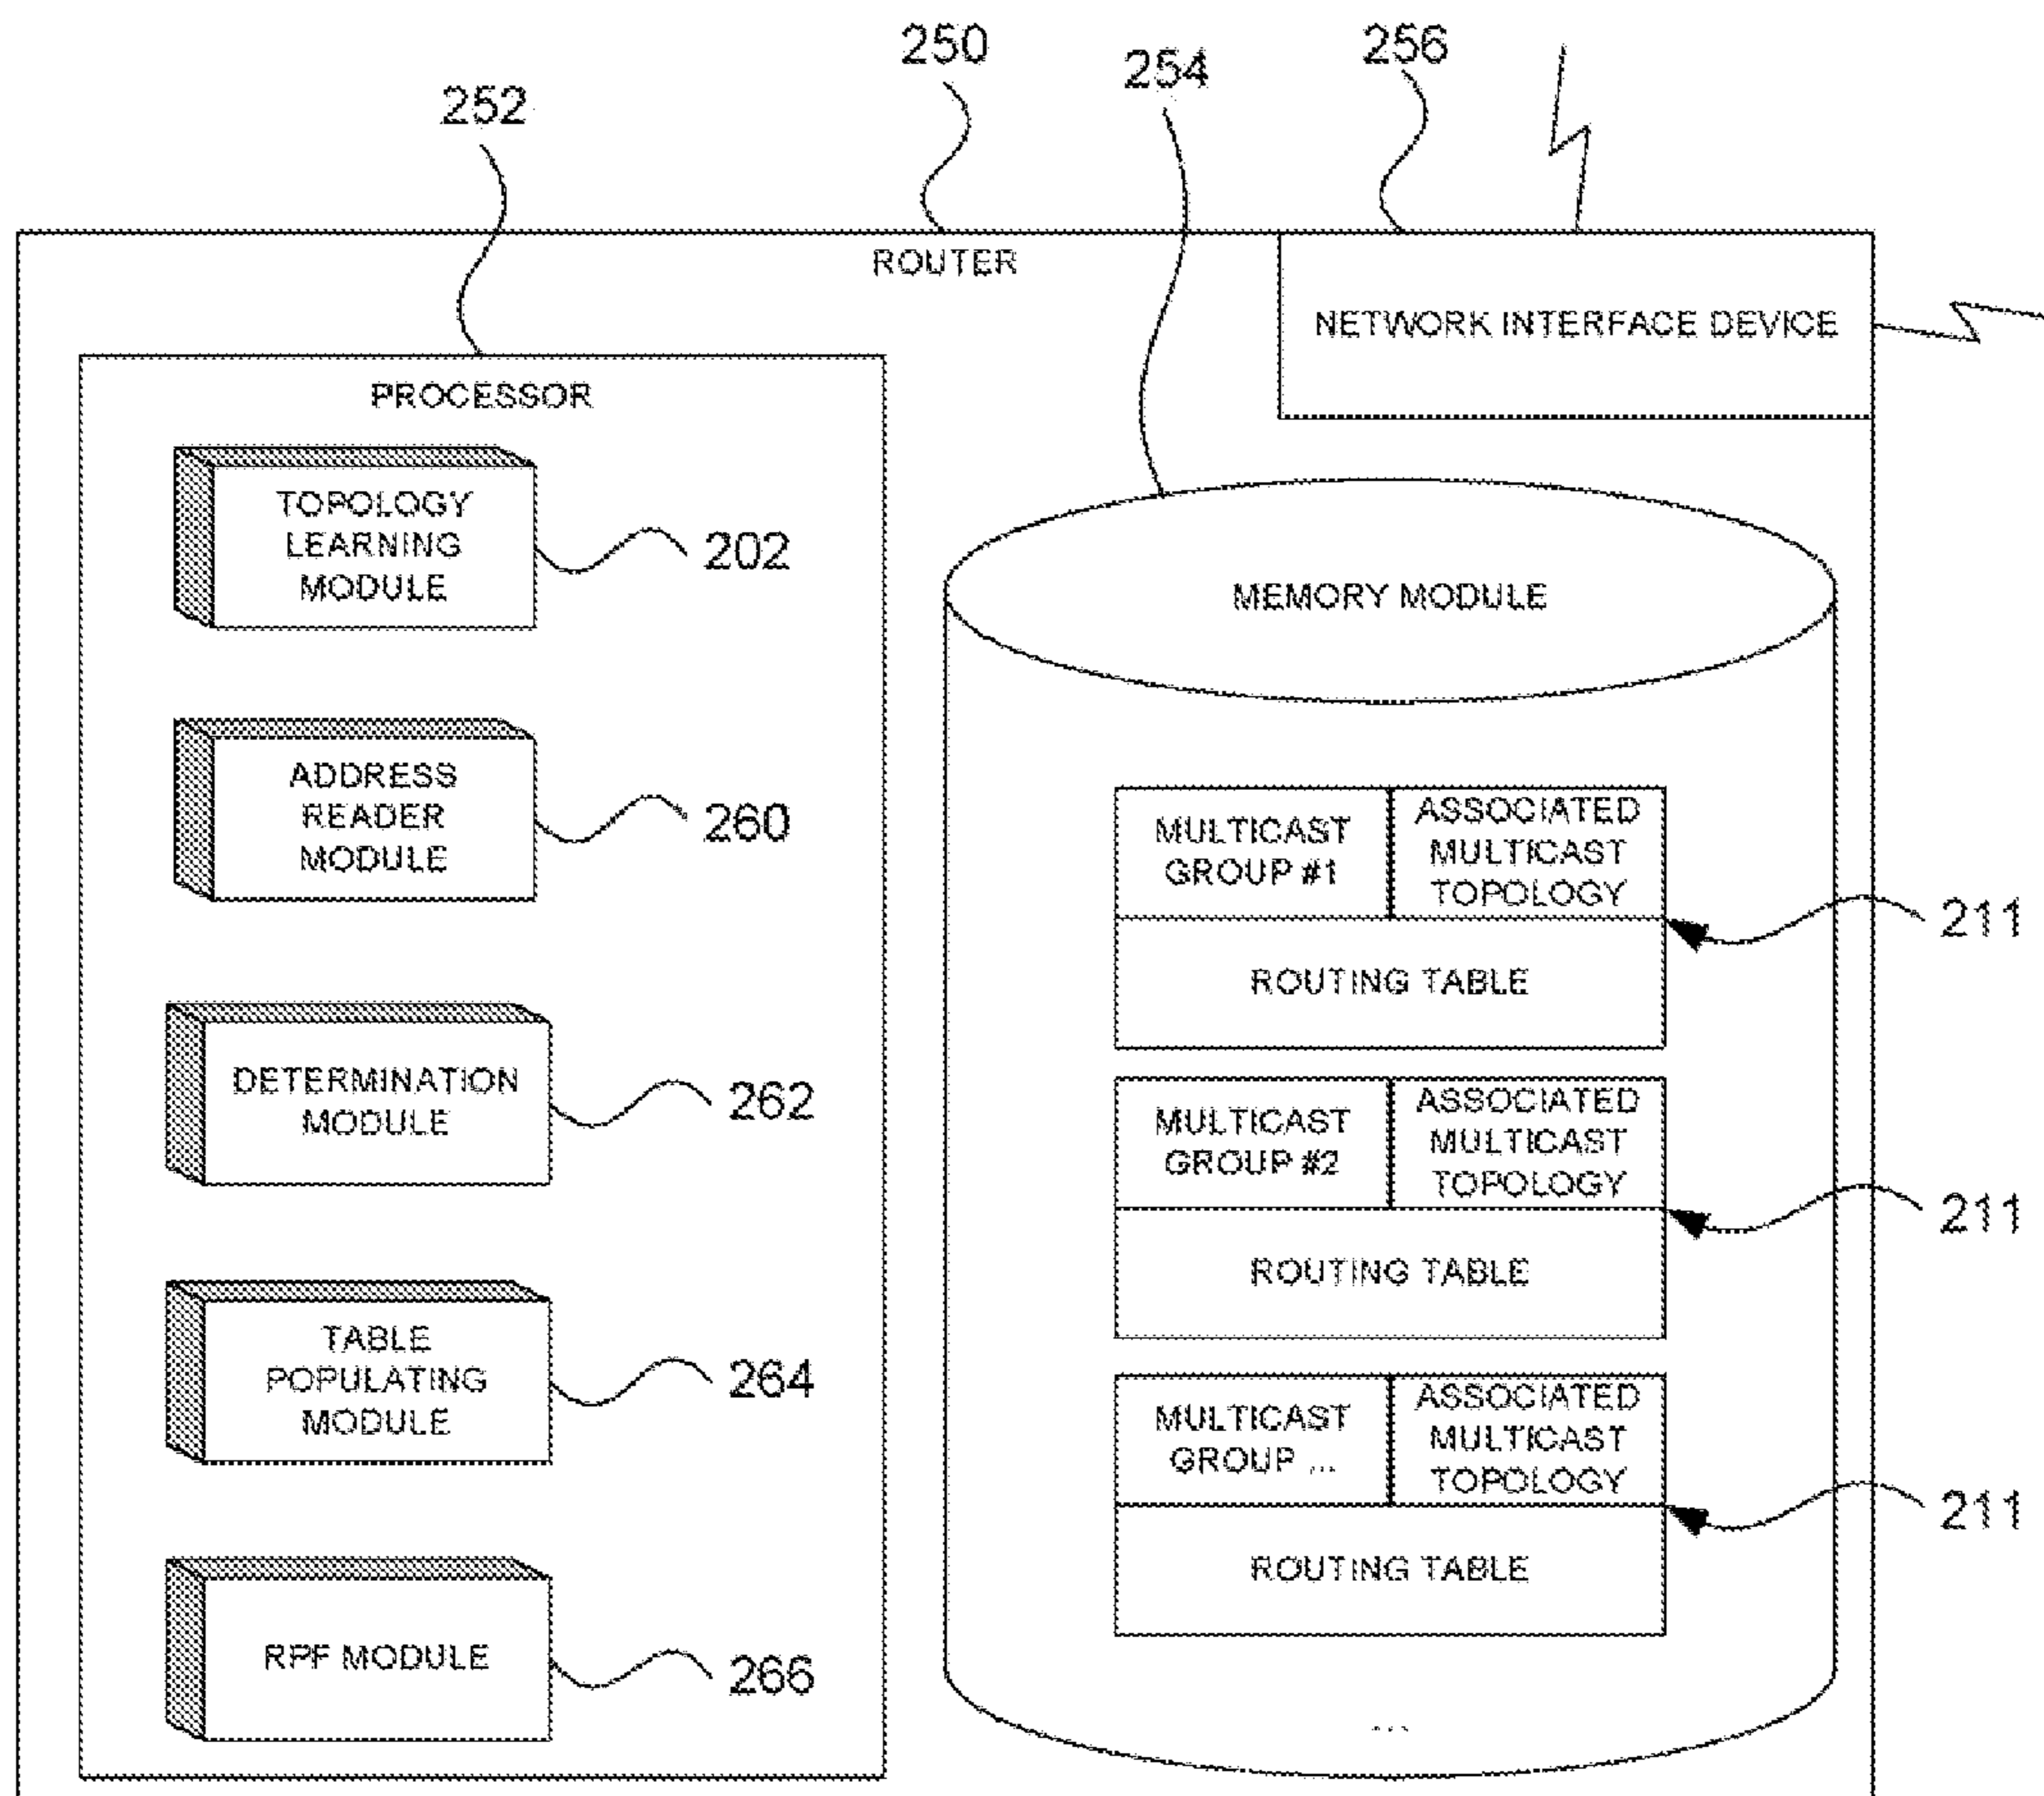 250
256
254
252
ROUTER
NETWORK INTERFACE DEVICE
PROCESSOR
TOPOLOGY
LEARNING
MODULE
202
ADDRESS
READER
MODULE
260
DETERMINATION
MODULE
262
TABLE
POPULATING
MODULE
264
RPF MODULE
266
MEMORY MODULE
MULTICAST
GROUP #1
ASSOCIATED
MULTICAST
TOPOLOGY
211
ROUTING TABLE
MULTICAST
GROUP #2
ASSOCIATED
MULTICAST
TOPOLOGY
211
ROUTING TABLE
MULTICAST
GROUP ...
ASSOCIATED
MULTICAST
TOPOLOGY
211
ROUTING TABLE
...